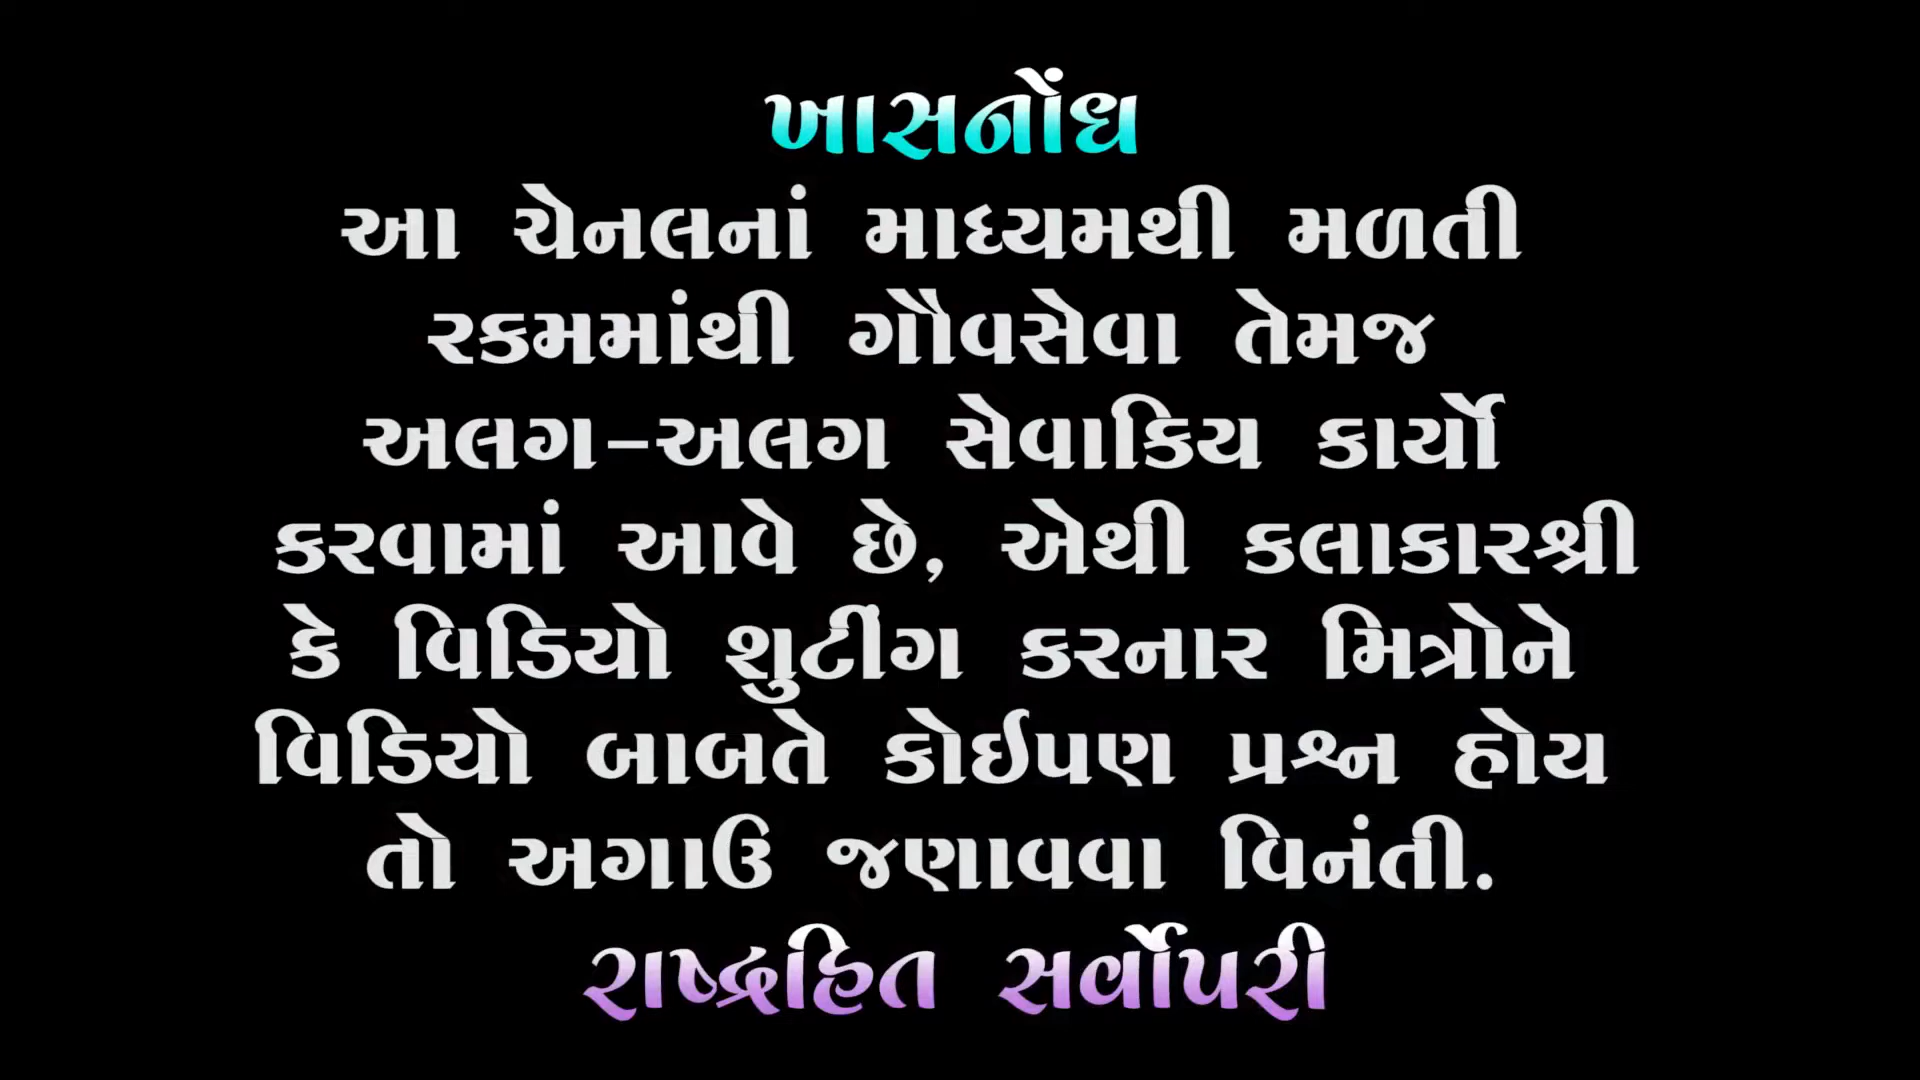 ખાસનોંધ
આ ચેનલનાં માધ્યમથી મળતી
રકમમાંથી ગૌવસેવા તેમજ
અલગ-અલગ સેવાકિય કાર્યો
કરવામાં આવે છે, એથી કલાકારશ્રી
કે વિડિયો શુટીંગ કરનાર મિત્રોને
વિડિયો બાબતે કોઈપણ પ્રશ્ન હોય
તો અગાઉ જણાવવા વિનંતી.
રાષ્દ્રહિત સર્વોપરી